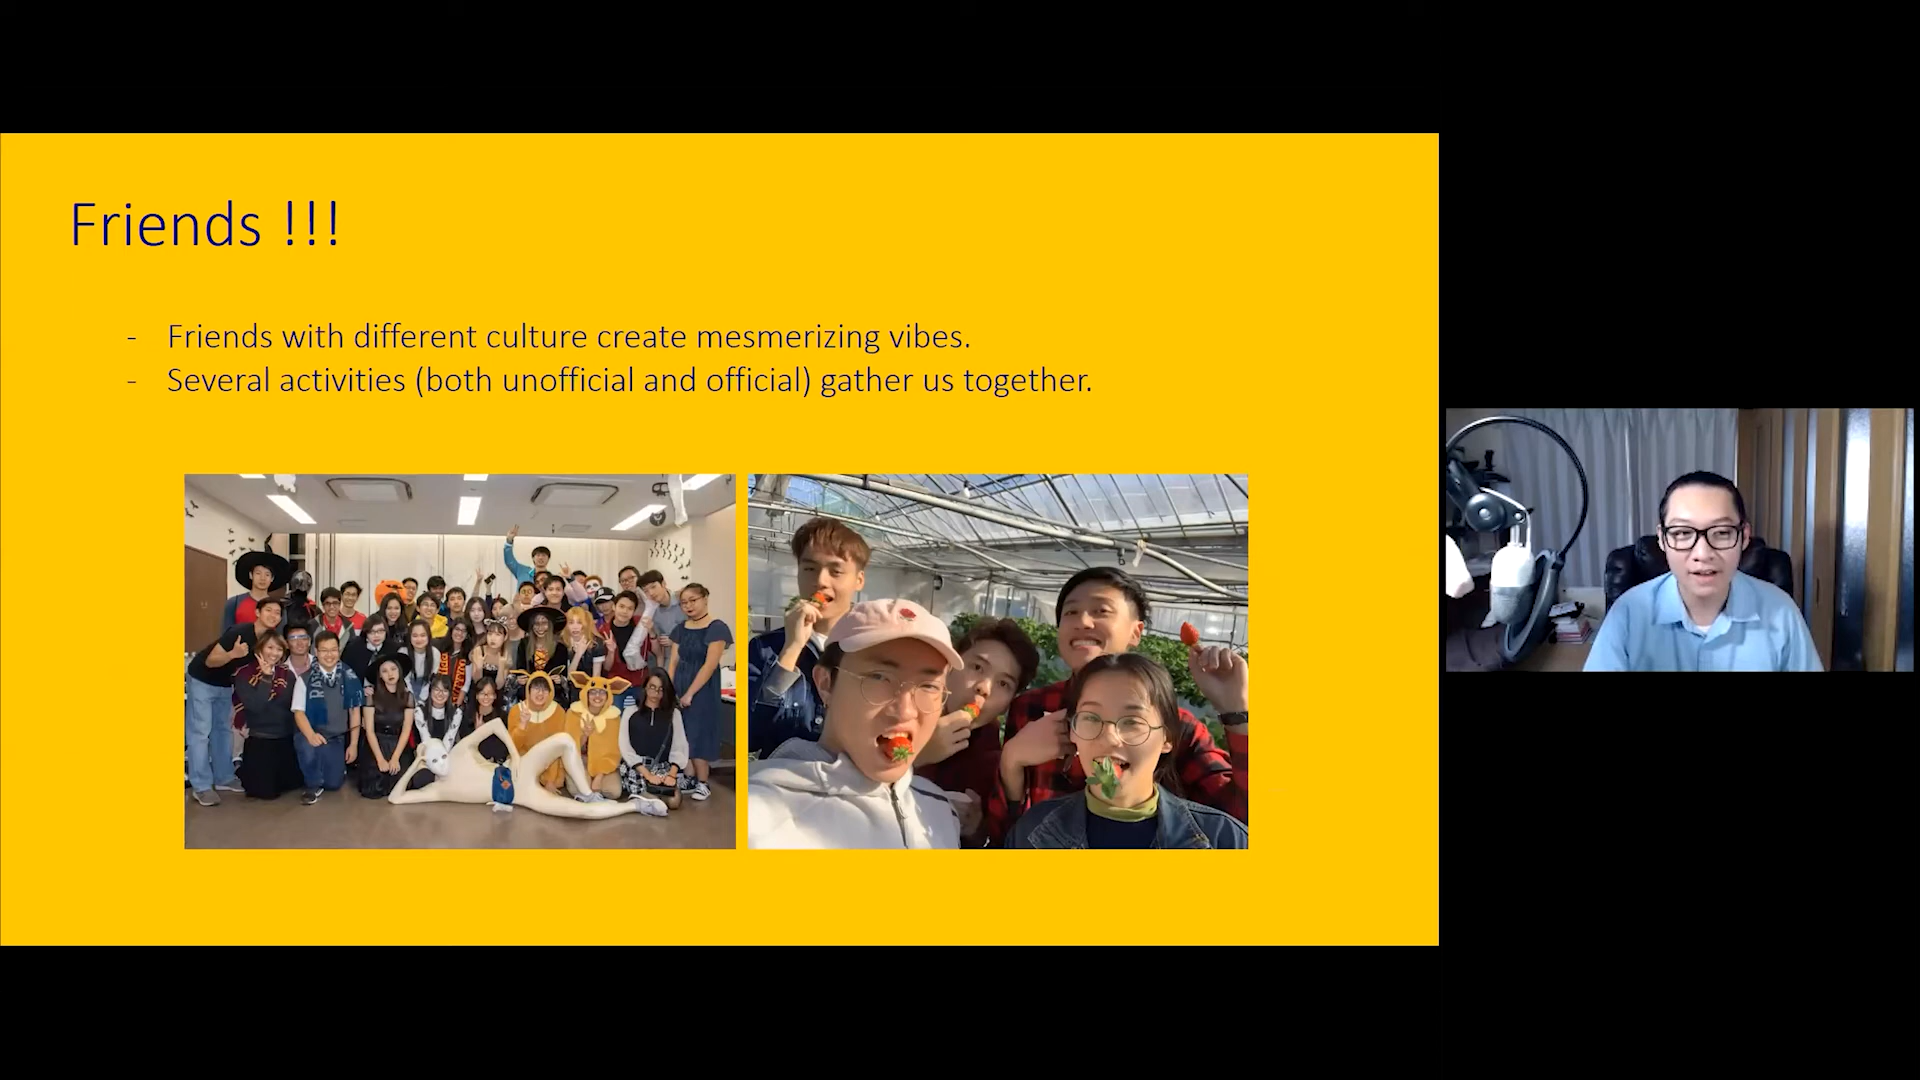 Friends !!!
- Friends with different culture create mesmerizing vibes.
- Several activities (both unofficial and official) gather us together.